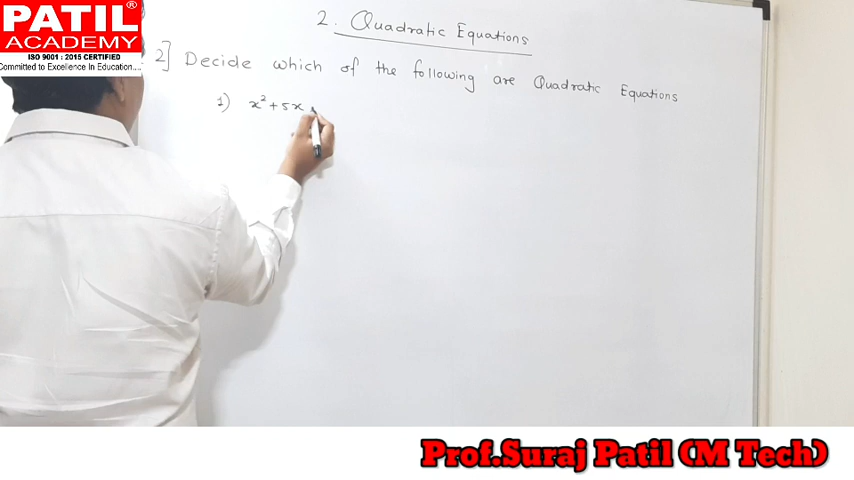 PATIL ®
ACADEMY
ISO 9001 : 2015 CERTIFIED
Committed to Excellence In Education....
2. Quadratic Equations
2] Decide which of the following are Quadratic Equations
1) x² + 5x
Prof.Suraj Patil (M Tech)